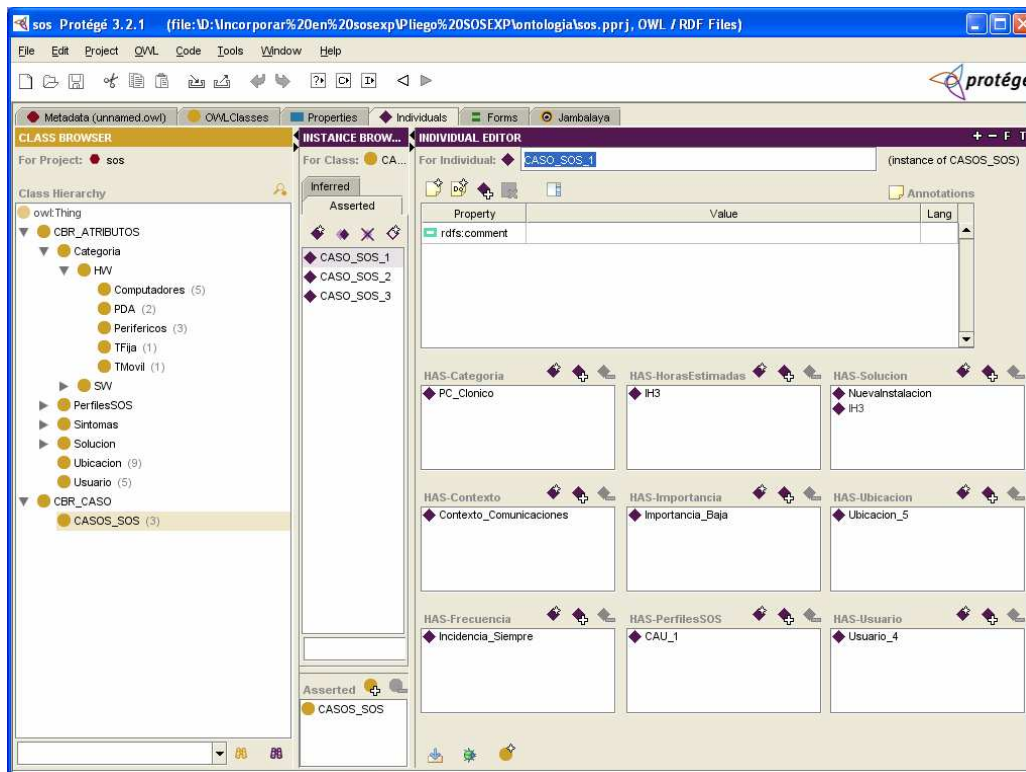 sos Protégé 3.2.1 (file:\D:\Incorporar%20en%20sosexp\Pliego%20SOSEXP\ontologia\sos.pprj, OWL / RDF Files)
File Edit Project OWL Code Tools Window Help
protégé
Metadata (unnamed.owl) OWLClasses Properties Individuals Forms Jambalaya
CLASS BROWSER
For Project: sos
Class Hierarchy
owl:Thing
CBR_ATRIBUTOS
Categoria
HW
Computadores (5)
PDA (2)
Perifericos (3)
TFija (1)
TMovil (1)
SW
PerfilesSOS
Sintomas
Solucion
Ubicacion (9)
Usuario (5)
CBR_CASO
CASOS_SOS (3)
INSTANCE BROW...
For Class: CA...
Inferred
Asserted
CASO_SOS_1
CASO_SOS_2
CASO_SOS_3
Asserted
CASOS_SOS
INDIVIDUAL EDITOR + − F T
For Individual: CASO_SOS_1 (instance of CASOS_SOS)
Annotations
Property Value Lang
rdfs:comment
HAS-Categoria HAS-HorasEstimadas HAS-Solucion
PC_Clonico IH3 NuevaInstalacion
IH3
HAS-Contexto HAS-Importancia HAS-Ubicacion
Contexto_Comunicaciones Importancia_Baja Ubicacion_5
HAS-Frecuencia HAS-PerfilesSOS HAS-Usuario
Incidencia_Siempre CAU_1 Usuario_4